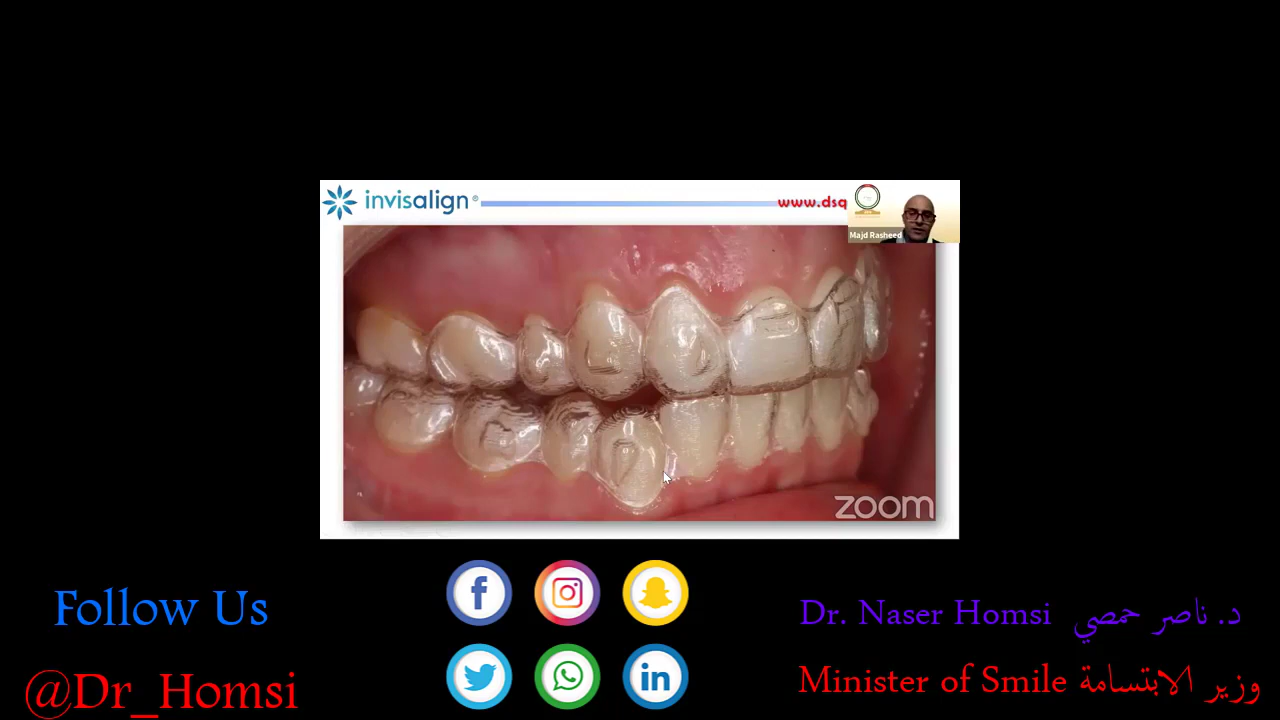 invisalign®
www.dsq
Majd Rasheed
zoom
Follow Us
@Dr_Homsi
Dr. Naser Homsi د. ناصر حمصي
Minister of Smile وزير الابتسامة